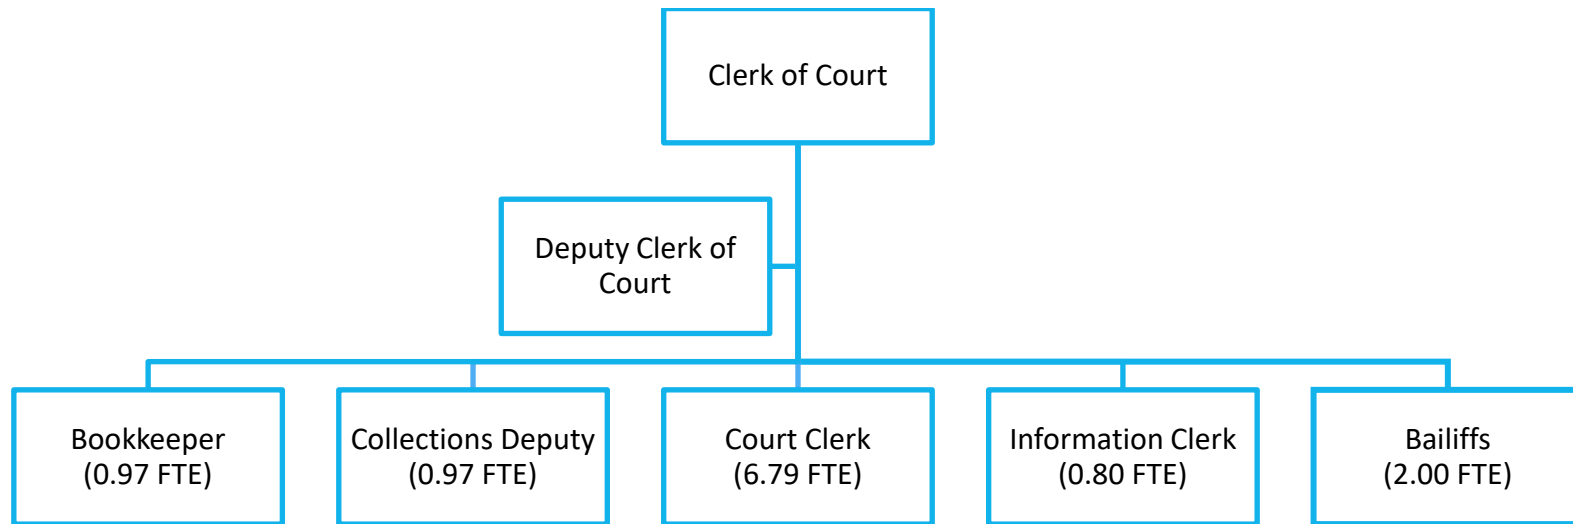 Clerk of Court
Deputy Clerk of
Court
Bookkeeper
(0.97 FTE)
Collections Deputy
(0.97 FTE)
Court Clerk
(6.79 FTE)
Information Clerk
(0.80 FTE)
Bailiffs
(2.00 FTE)